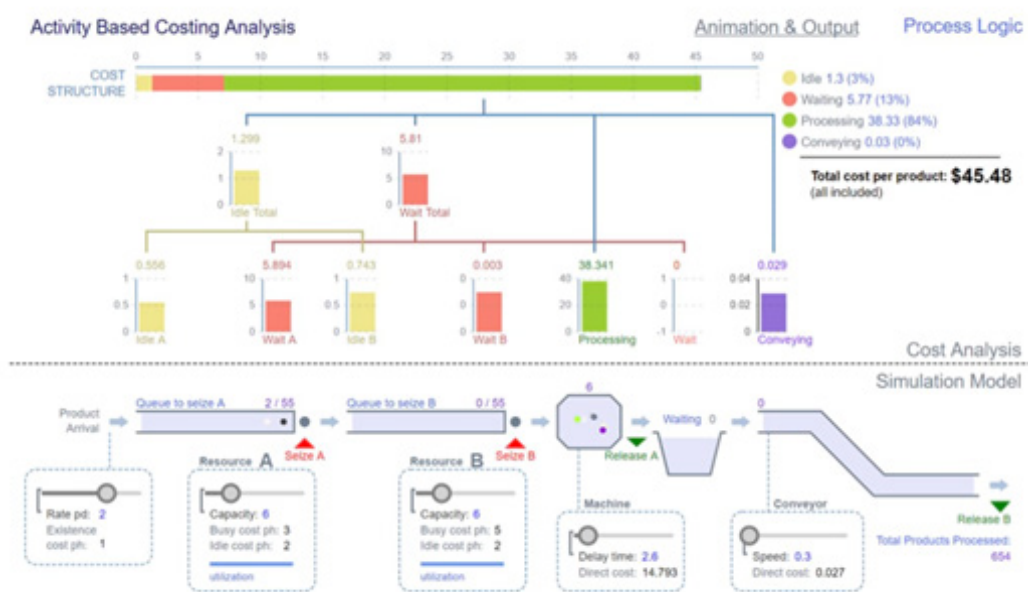 Activity Based Costing Analysis
Animation & Output
Process Logic
0 5 10 15 20 25 30 35 40 45 50
COST
STRUCTURE
Idle 1.3 (3%)
Waiting 5.77 (13%)
Processing 38.33 (84%)
Conveying 0.03 (0%)
Total cost per product: $45.48
(all included)
1.299
5.81
2
1
0
10
5
0
Idle Total
Wait Total
0.556
5.894
0.743
0.003
38.341
0
0.029
1
0.5
0
10
5
0
1
0.5
0
0
0
40
20
0
1
0
-1
0.04
0.02
0
Idle A
Wait A
Idle B
Wait B
Processing
Wait
Conveying
Cost Analysis
Simulation Model
Product
Arrival
Queue to seize A
2 / 55
Queue to seize B
0 / 55
6
Waiting 0
0
Seize A
Seize B
Release A
Release B
Resource A
Resource B
Machine
Conveyor
Rate pd: 2
Existence
cost ph: 1
Capacity: 6
Busy cost ph: 3
Idle cost ph: 2
utilization
Capacity: 6
Busy cost ph: 5
Idle cost ph: 2
utilization
Delay time: 2.6
Direct cost: 14.793
Speed: 0.3
Direct cost: 0.027
Total Products Processed:
654